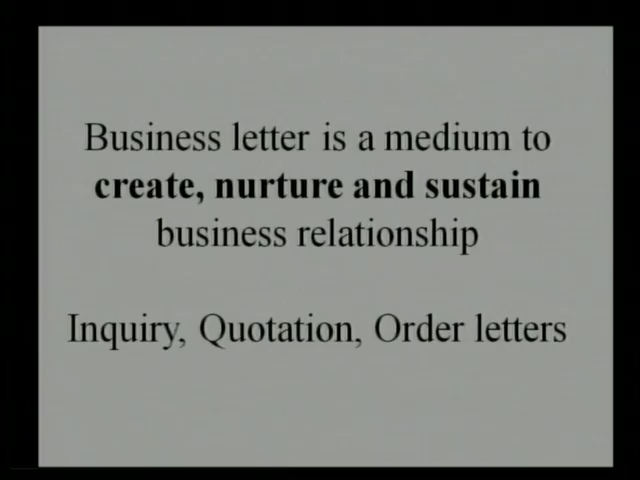 Business letter is a medium to
create, nurture and sustain
business relationship
Inquiry, Quotation, Order letters